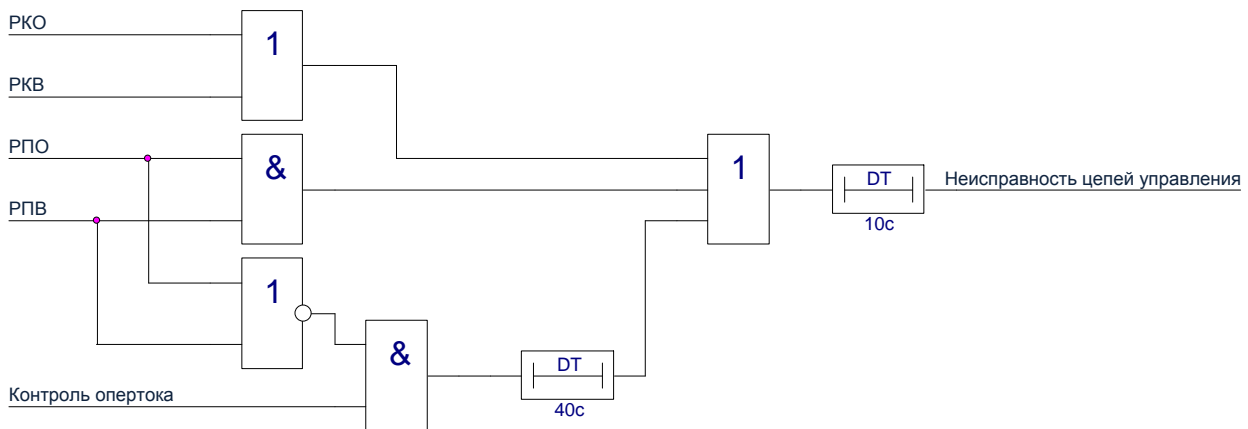 РКО
1
РКВ
РПО
&
1
DT
Неисправность цепей управления
10с
РПВ
1
&
DT
40с
Контроль опертока